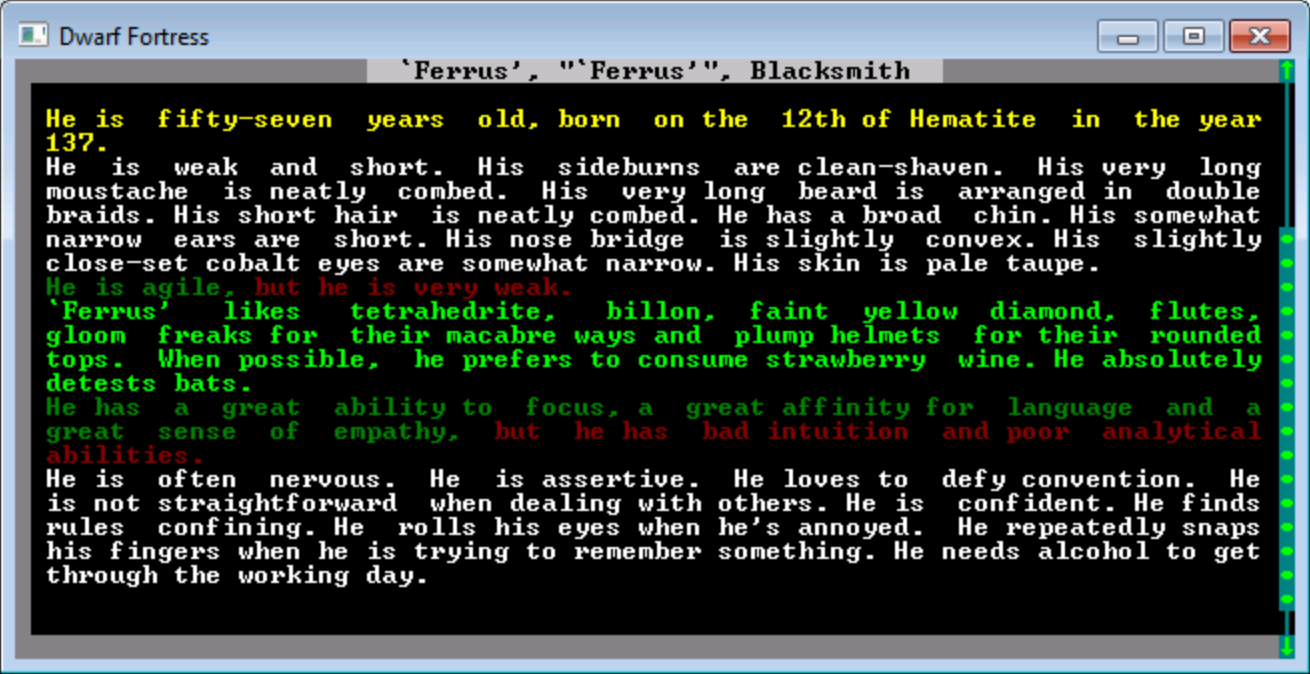 Dwarf Fortress
`Ferrus', "`Ferrus'", Blacksmith
He is fifty-seven years old, born on the 12th of Hematite in the year
137.
He is weak and short. His sideburns are clean-shaven. His very long
moustache is neatly combed. His very long beard is arranged in double
braids. His short hair is neatly combed. He has a broad chin. His somewhat
narrow ears are short. His nose bridge is slightly convex. His slightly
close-set cobalt eyes are somewhat narrow. His skin is pale taupe.
He is agile, but he is very weak.
`Ferrus' likes tetrahedrite, billon, faint yellow diamond, flutes,
gloom freaks for their macabre ways and plump helmets for their rounded
tops. When possible, he prefers to consume strawberry wine. He absolutely
detests bats.
He has a great ability to focus, a great affinity for language and a
great sense of empathy, but he has bad intuition and poor analytical
abilities.
He is often nervous. He is assertive. He loves to defy convention. He
is not straightforward when dealing with others. He is confident. He finds
rules confining. He rolls his eyes when he's annoyed. He repeatedly snaps
his fingers when he is trying to remember something. He needs alcohol to get
through the working day.